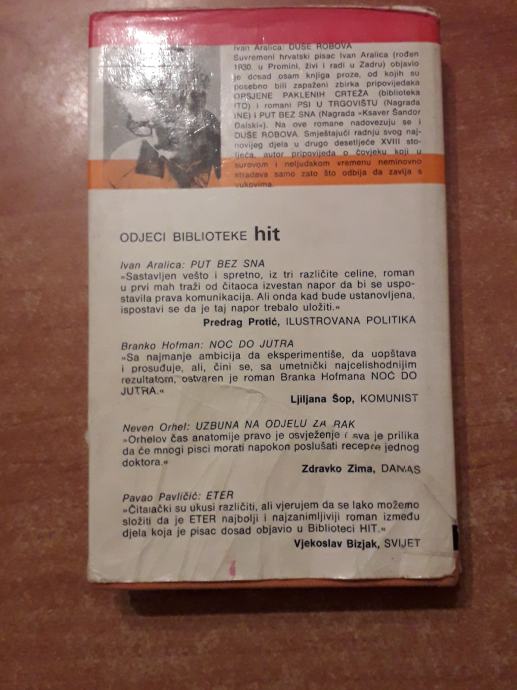 Ivan Aralica: DUŠE ROBOVA
Suvremeni hrvatski pisac Ivan Aralica (rođen
1930. u Promini, živi i radi u Zadru) objavio
je dosad osam knjiga proze, od kojih su
posebno bili zapaženi zbirka pripovijedaka
OPSJENE PAKLENIH CRTEŽA (biblioteka
ITD) i romani PSI U TRGOVIŠTU (Nagrada
INE) i PUT BEZ SNA (Nagrada »Ksaver Šandor
Đalski«). Na ove romane nadovezuju se i
DUŠE ROBOVA. Smještajući radnju svog naj-
novijeg djela u drugo desetljeće XVIII sto-
ljeća, autor pripovijeda o čovjeku koji u
surovom i neljudskom vremenu neminovno
stradava samo zato što odbija da zavija s
vukovima.
ODJECI BIBLIOTEKE hit
Ivan Aralica: PUT BEZ SNA
»Sastavljen vešto i spretno, iz tri različite celine, roman
u prvi mah traži od čitaoca izvestan napor da bi se uspo-
stavila prava komunikacija. Ali onda kad bude ustanovljena,
ispostavi se da je taj napor trebalo uložiti.«
Predrag Protić, ILUSTROVANA POLITIKA
Branko Hofman: NOĆ DO JUTRA
»Sa najmanje ambicija da eksperimentiše, da uopštava
i prosuđuje, ali, čini se, sa umetnički najcelishodnijim
rezultatom, ostvaren je roman Branka Hofmana NOĆ DO
JUTRA.«
Ljiljana Šop, KOMUNIST
Neven Orhel: UZBUNA NA ODJELU ZA RAK
»Orhelov čas anatomije pravo je osvježenje i sva je prilika
da će mnogi pisci morati napokon poslušati recepte jednog
doktora.«
Zdravko Zima, DANAS
Pavao Pavličić: ETER
»Čitalački su ukusi različiti, ali vjerujem da se lako možemo
složiti da je ETER najbolji i najzanimljiviji roman između
djela koja je pisac dosad objavio u Biblioteci HIT.«
Vjekoslav Bizjak, SVIJET